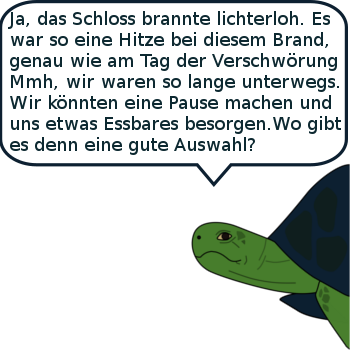 Ja, das Schloss brannte lichterloh. Es
war so eine Hitze bei diesem Brand,
genau wie am Tag der Verschwörung
Mmh, wir waren so lange unterwegs.
Wir könnten eine Pause machen und
uns etwas Essbares besorgen.Wo gibt
es denn eine gute Auswahl?